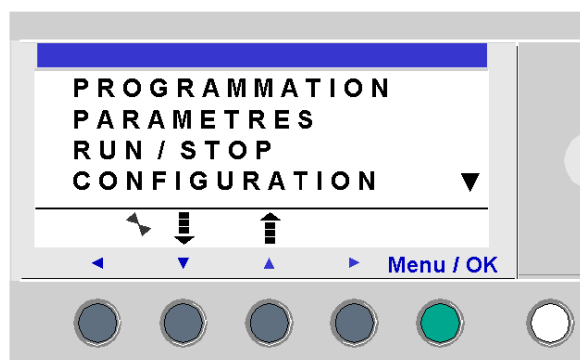 PROGRAMMATION
PARAMETRES
RUN / STOP
CONFIGURATION
Menu / OK